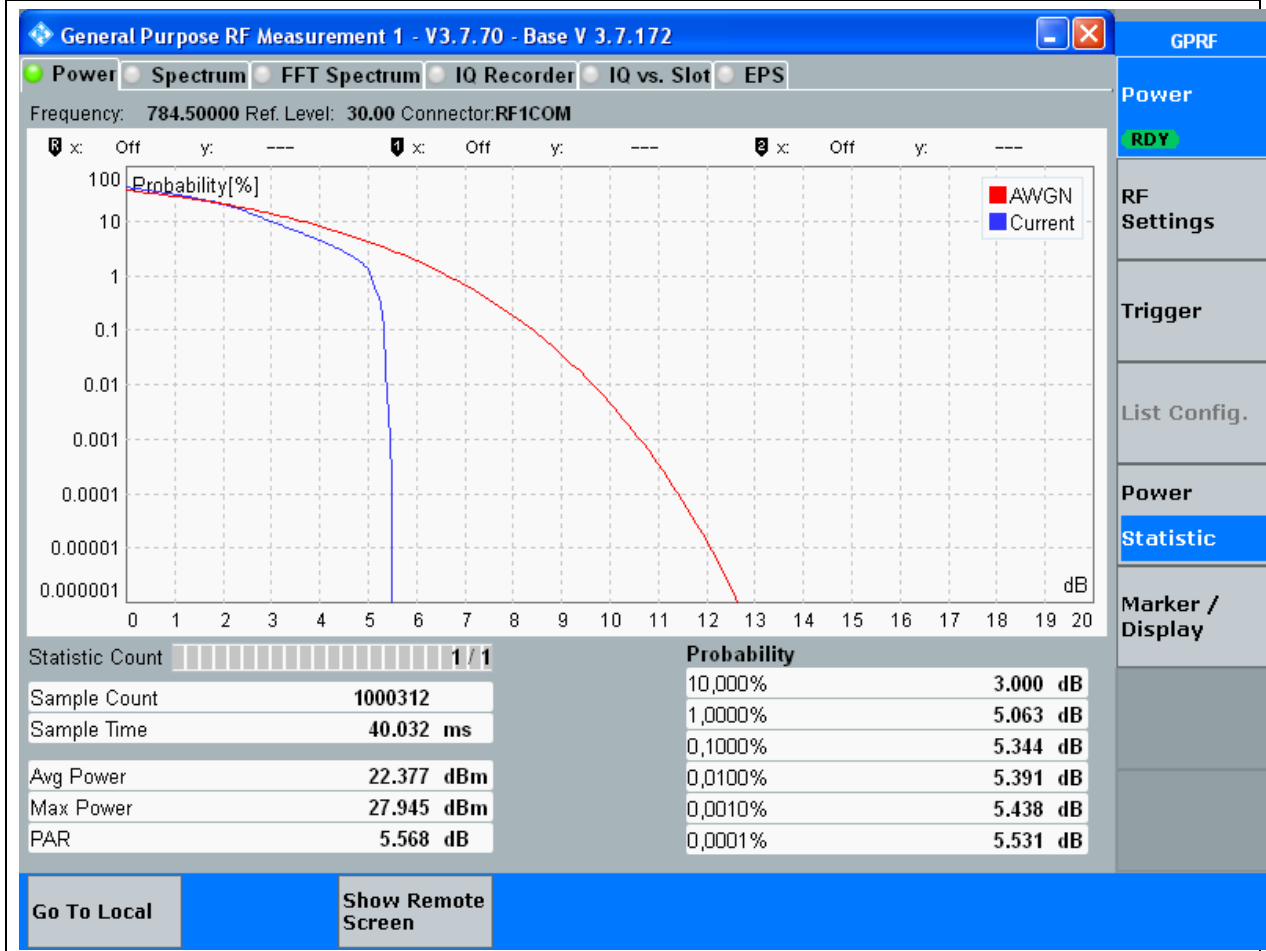 General Purpose RF Measurement 1 - V3.7.70 - Base V 3.7.172
Power Spectrum FFT Spectrum IQ Recorder IQ vs. Slot EPS
Frequency: 784.50000 Ref. Level: 30.00 Connector:RF1COM
R x: Off y: --- 1 x: Off y: --- 2 x: Off y: ---
Probability[%]
AWGN
Current
100
10
1
0.1
0.01
0.001
0.0001
0.00001
0.000001
dB
0 1 2 3 4 5 6 7 8 9 10 11 12 13 14 15 16 17 18 19 20
Statistic Count 1 / 1
Sample Count 1000312
Sample Time 40.032 ms
Avg Power 22.377 dBm
Max Power 27.945 dBm
PAR 5.568 dB
Probability
10,000% 3.000 dB
1,0000% 5.063 dB
0,1000% 5.344 dB
0,0100% 5.391 dB
0,0010% 5.438 dB
0,0001% 5.531 dB
GPRF
Power
RDY
RF
Settings
Trigger
List Config.
Power
Statistic
Marker /
Display
Go To Local
Show Remote
Screen